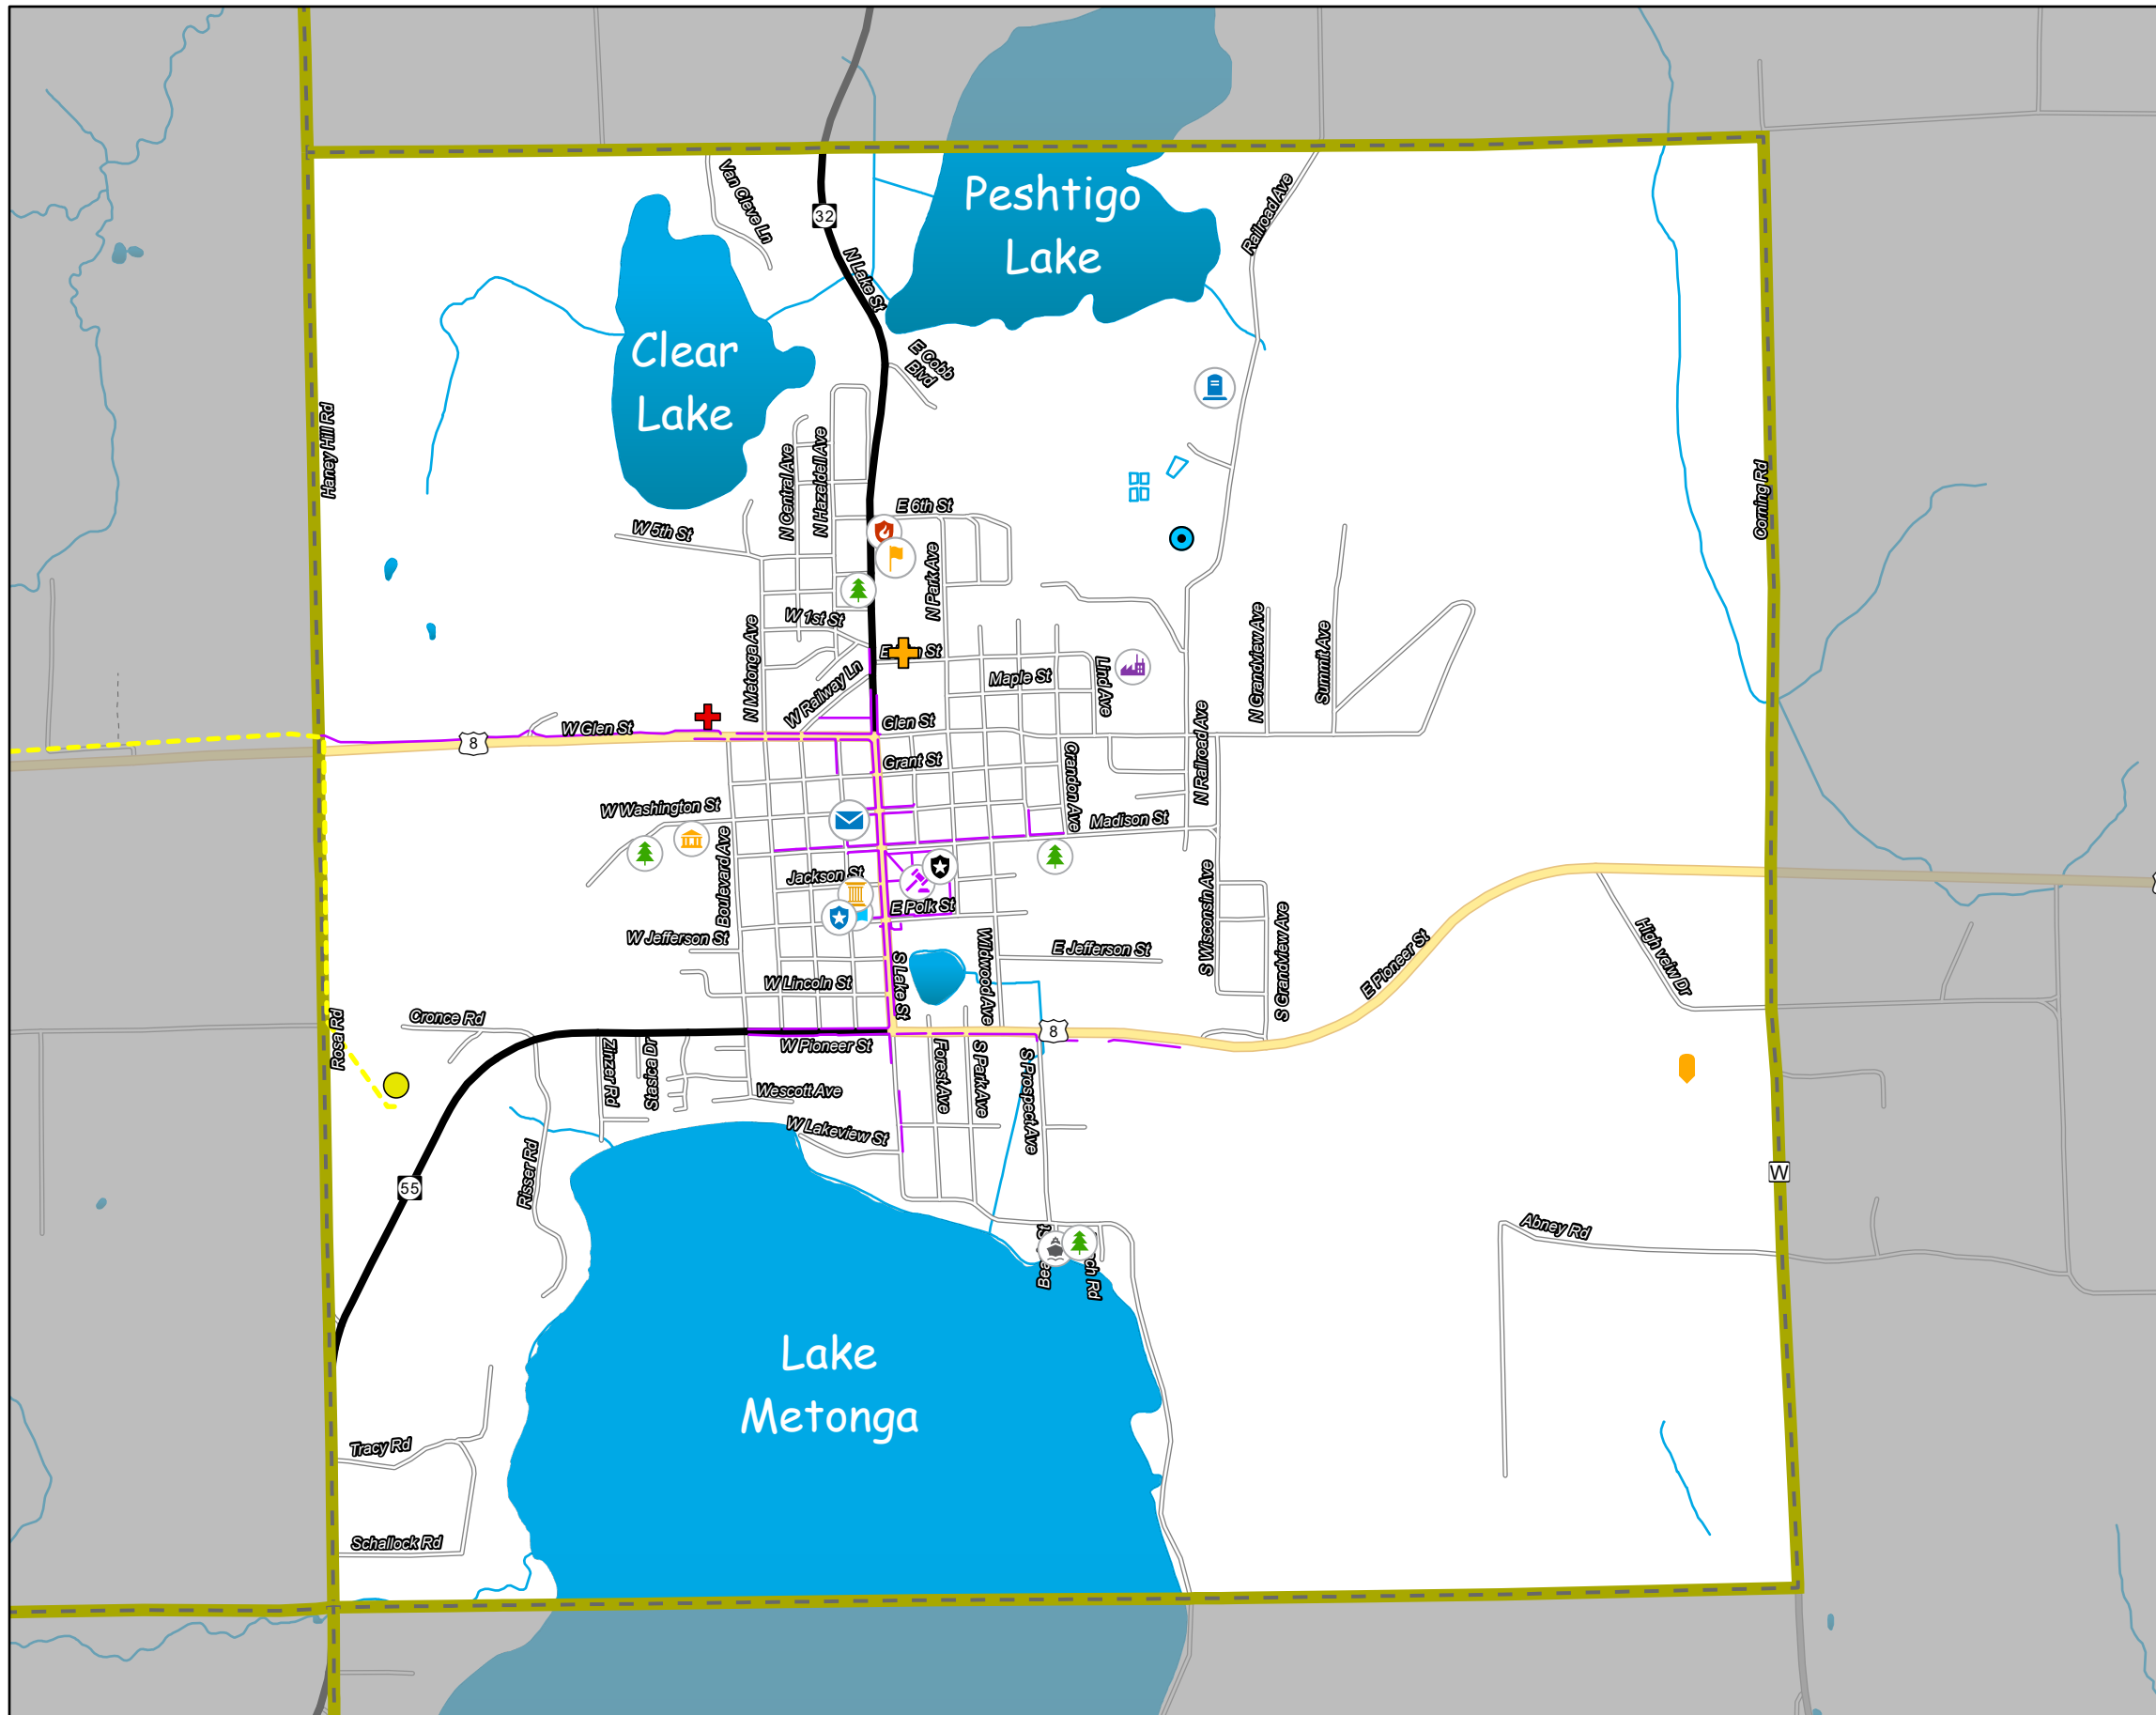 Peshtigo
Lake
Van Cleve Ln
32
Railroad Ave
N Lake St
Clear
Lake
E Cobb
Blvd
Haney Hill Rd
N Central Ave
N Hazeldell Ave
Corning Rd
E 6th St
W 5th St
N Park Ave
W 1st St
N Metonga Ave
N Grandview Ave
Summit Ave
St
Maple St
Lind Ave
W Railway Ln
W Glen St
Glen St
8
N Railroad Ave
Grant St
Crandon Ave
W Washington St
Madison St
Boulevard Ave
Jackson St
S Wisconsin Ave
E Polk St
S Grandview Ave
W Jefferson St
Wildwood Ave
E Jefferson St
E Pioneer St
High veiw Dr
S Lake St
W Lincoln St
Rosa Rd
Cronce Rd
8
W Pioneer St
Zinzer Rd
Stasica Dr
Forest Ave
S Park Ave
S Prospect Ave
Wescott Ave
W Lakeview St
Risser Rd
55
W
Abney Rd
Rd
Lake
Metonga
Tracy Rd
Schallock Rd